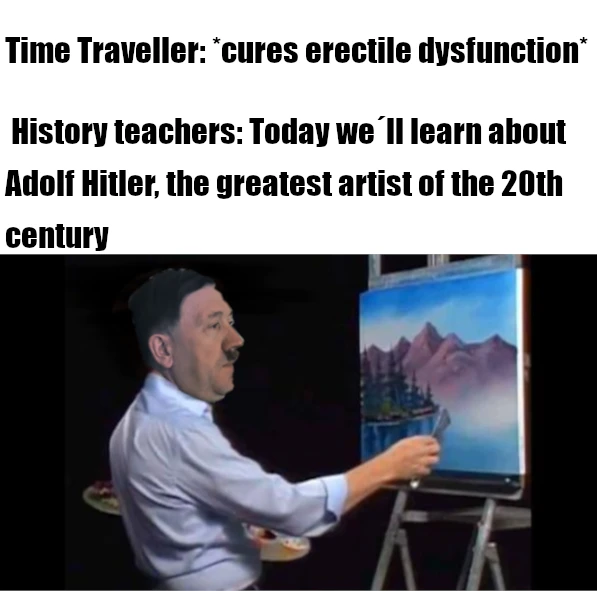 Time Traveller: *cures erectile dysfunction*
History teachers: Today we´ll learn about
Adolf Hitler, the greatest artist of the 20th
century